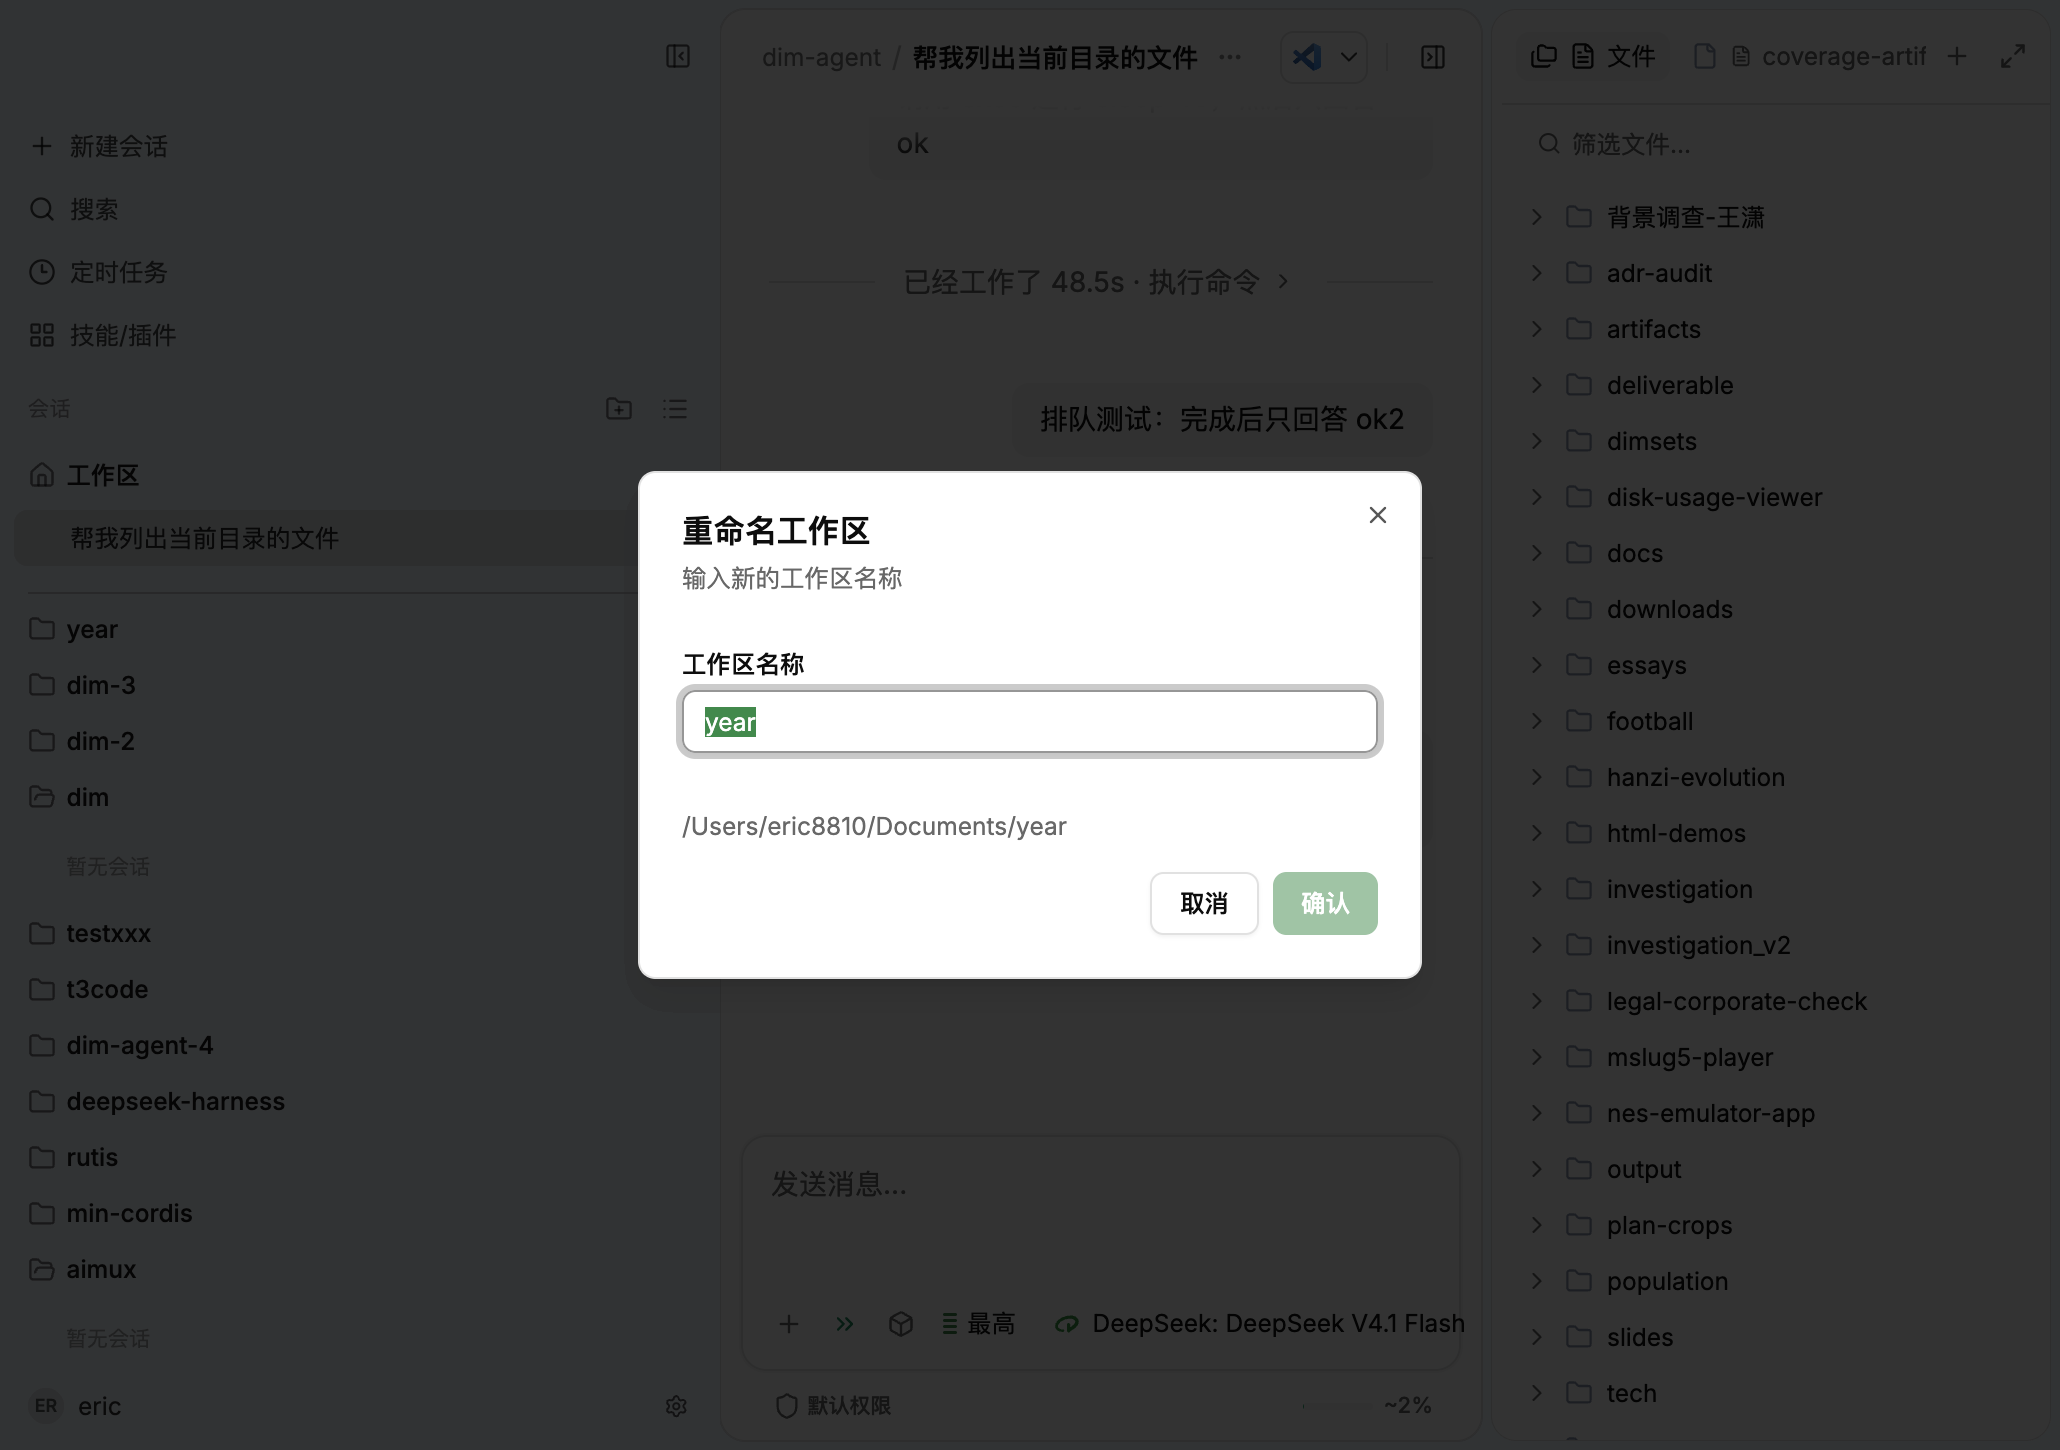 新建会话
搜索
定时任务
技能/插件
会话
工作区
帮我列出当前目录的文件
year
dim-3
dim-2
dim
暂无会话
testxxx
t3code
dim-agent-4
deepseek-harness
rutis
min-cordis
aimux
暂无会话
ER eric
dim-agent / 帮我列出当前目录的文件
ok
已经工作了 48.5s · 执行命令
排队测试：完成后只回答 ok2
重命名工作区
输入新的工作区名称
工作区名称
year
/Users/eric8810/Documents/year
取消 确认
发送消息...
最高 DeepSeek: DeepSeek V4.1 Flash
默认权限 ~2%
文件 coverage-artif
筛选文件...
背景调查-王潇
adr-audit
artifacts
deliverable
dimsets
disk-usage-viewer
docs
downloads
essays
football
hanzi-evolution
html-demos
investigation
investigation_v2
legal-corporate-check
mslug5-player
nes-emulator-app
output
plan-crops
population
slides
tech